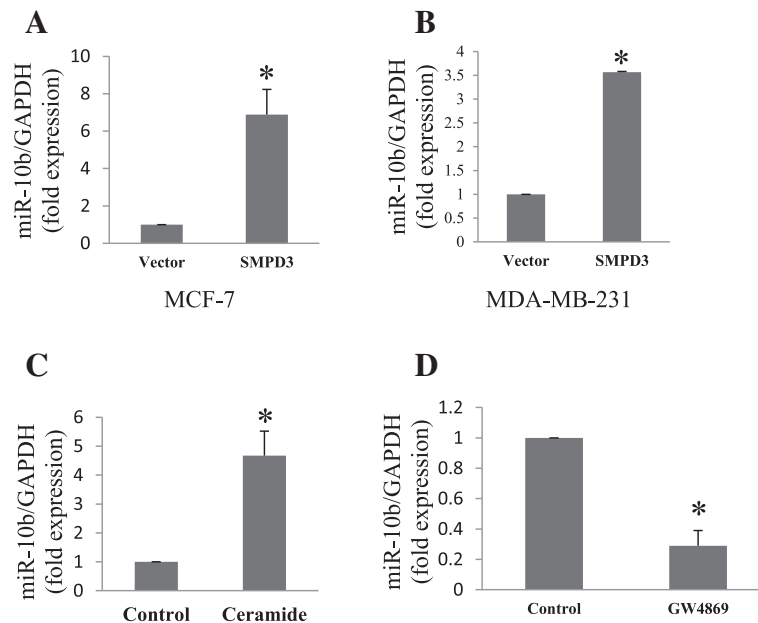 A
miR-10b/GAPDH
(fold expression)
10
8
6
4
2
0
*
Vector
SMPD3
MCF-7
B
miR-10b/GAPDH
(fold expression)
4
3.5
3
2.5
2
1.5
1
0.5
0
*
Vector
SMPD3
MDA-MB-231
C
miR-10b/GAPDH
(fold expression)
6
5
4
3
2
1
0
*
Control
Ceramide
D
miR-10b/GAPDH
(fold expression)
1.2
1
0.8
0.6
0.4
0.2
0
*
Control
GW4869